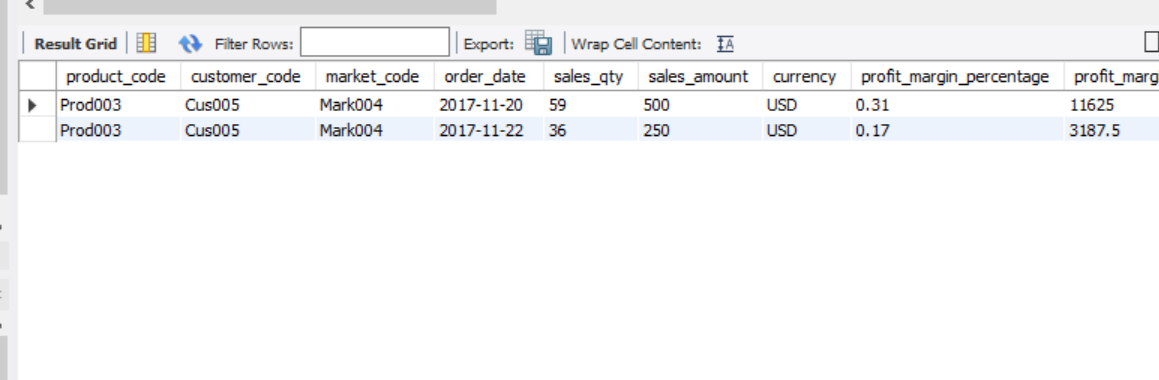 Result Grid Filter Rows: Export: Wrap Cell Content: IA
product_code customer_code market_code order_date sales_qty sales_amount currency profit_margin_percentage profit_marg
Prod003 Cus005 Mark004 2017-11-20 59 500 USD 0.31 11625
Prod003 Cus005 Mark004 2017-11-22 36 250 USD 0.17 3187.5